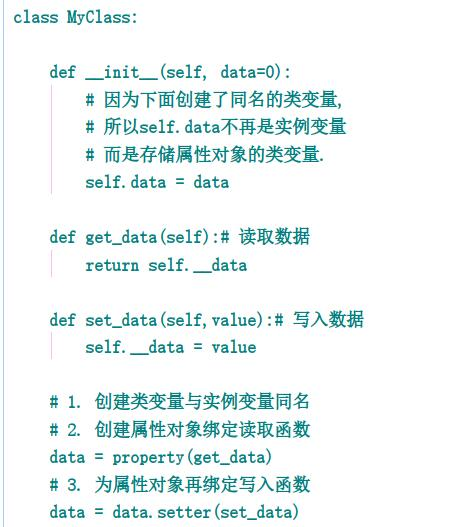 class MyClass:
def __init__(self, data=0):
# 因为下面创建了同名的类变量,
# 所以self.data不再是实例变量
# 而是存储属性对象的类变量.
self.data = data
def get_data(self):# 读取数据
return self.__data
def set_data(self,value):# 写入数据
self.__data = value
# 1. 创建类变量与实例变量同名
# 2. 创建属性对象绑定读取函数
data = property(get_data)
# 3. 为属性对象再绑定写入函数
data = data.setter(set_data)